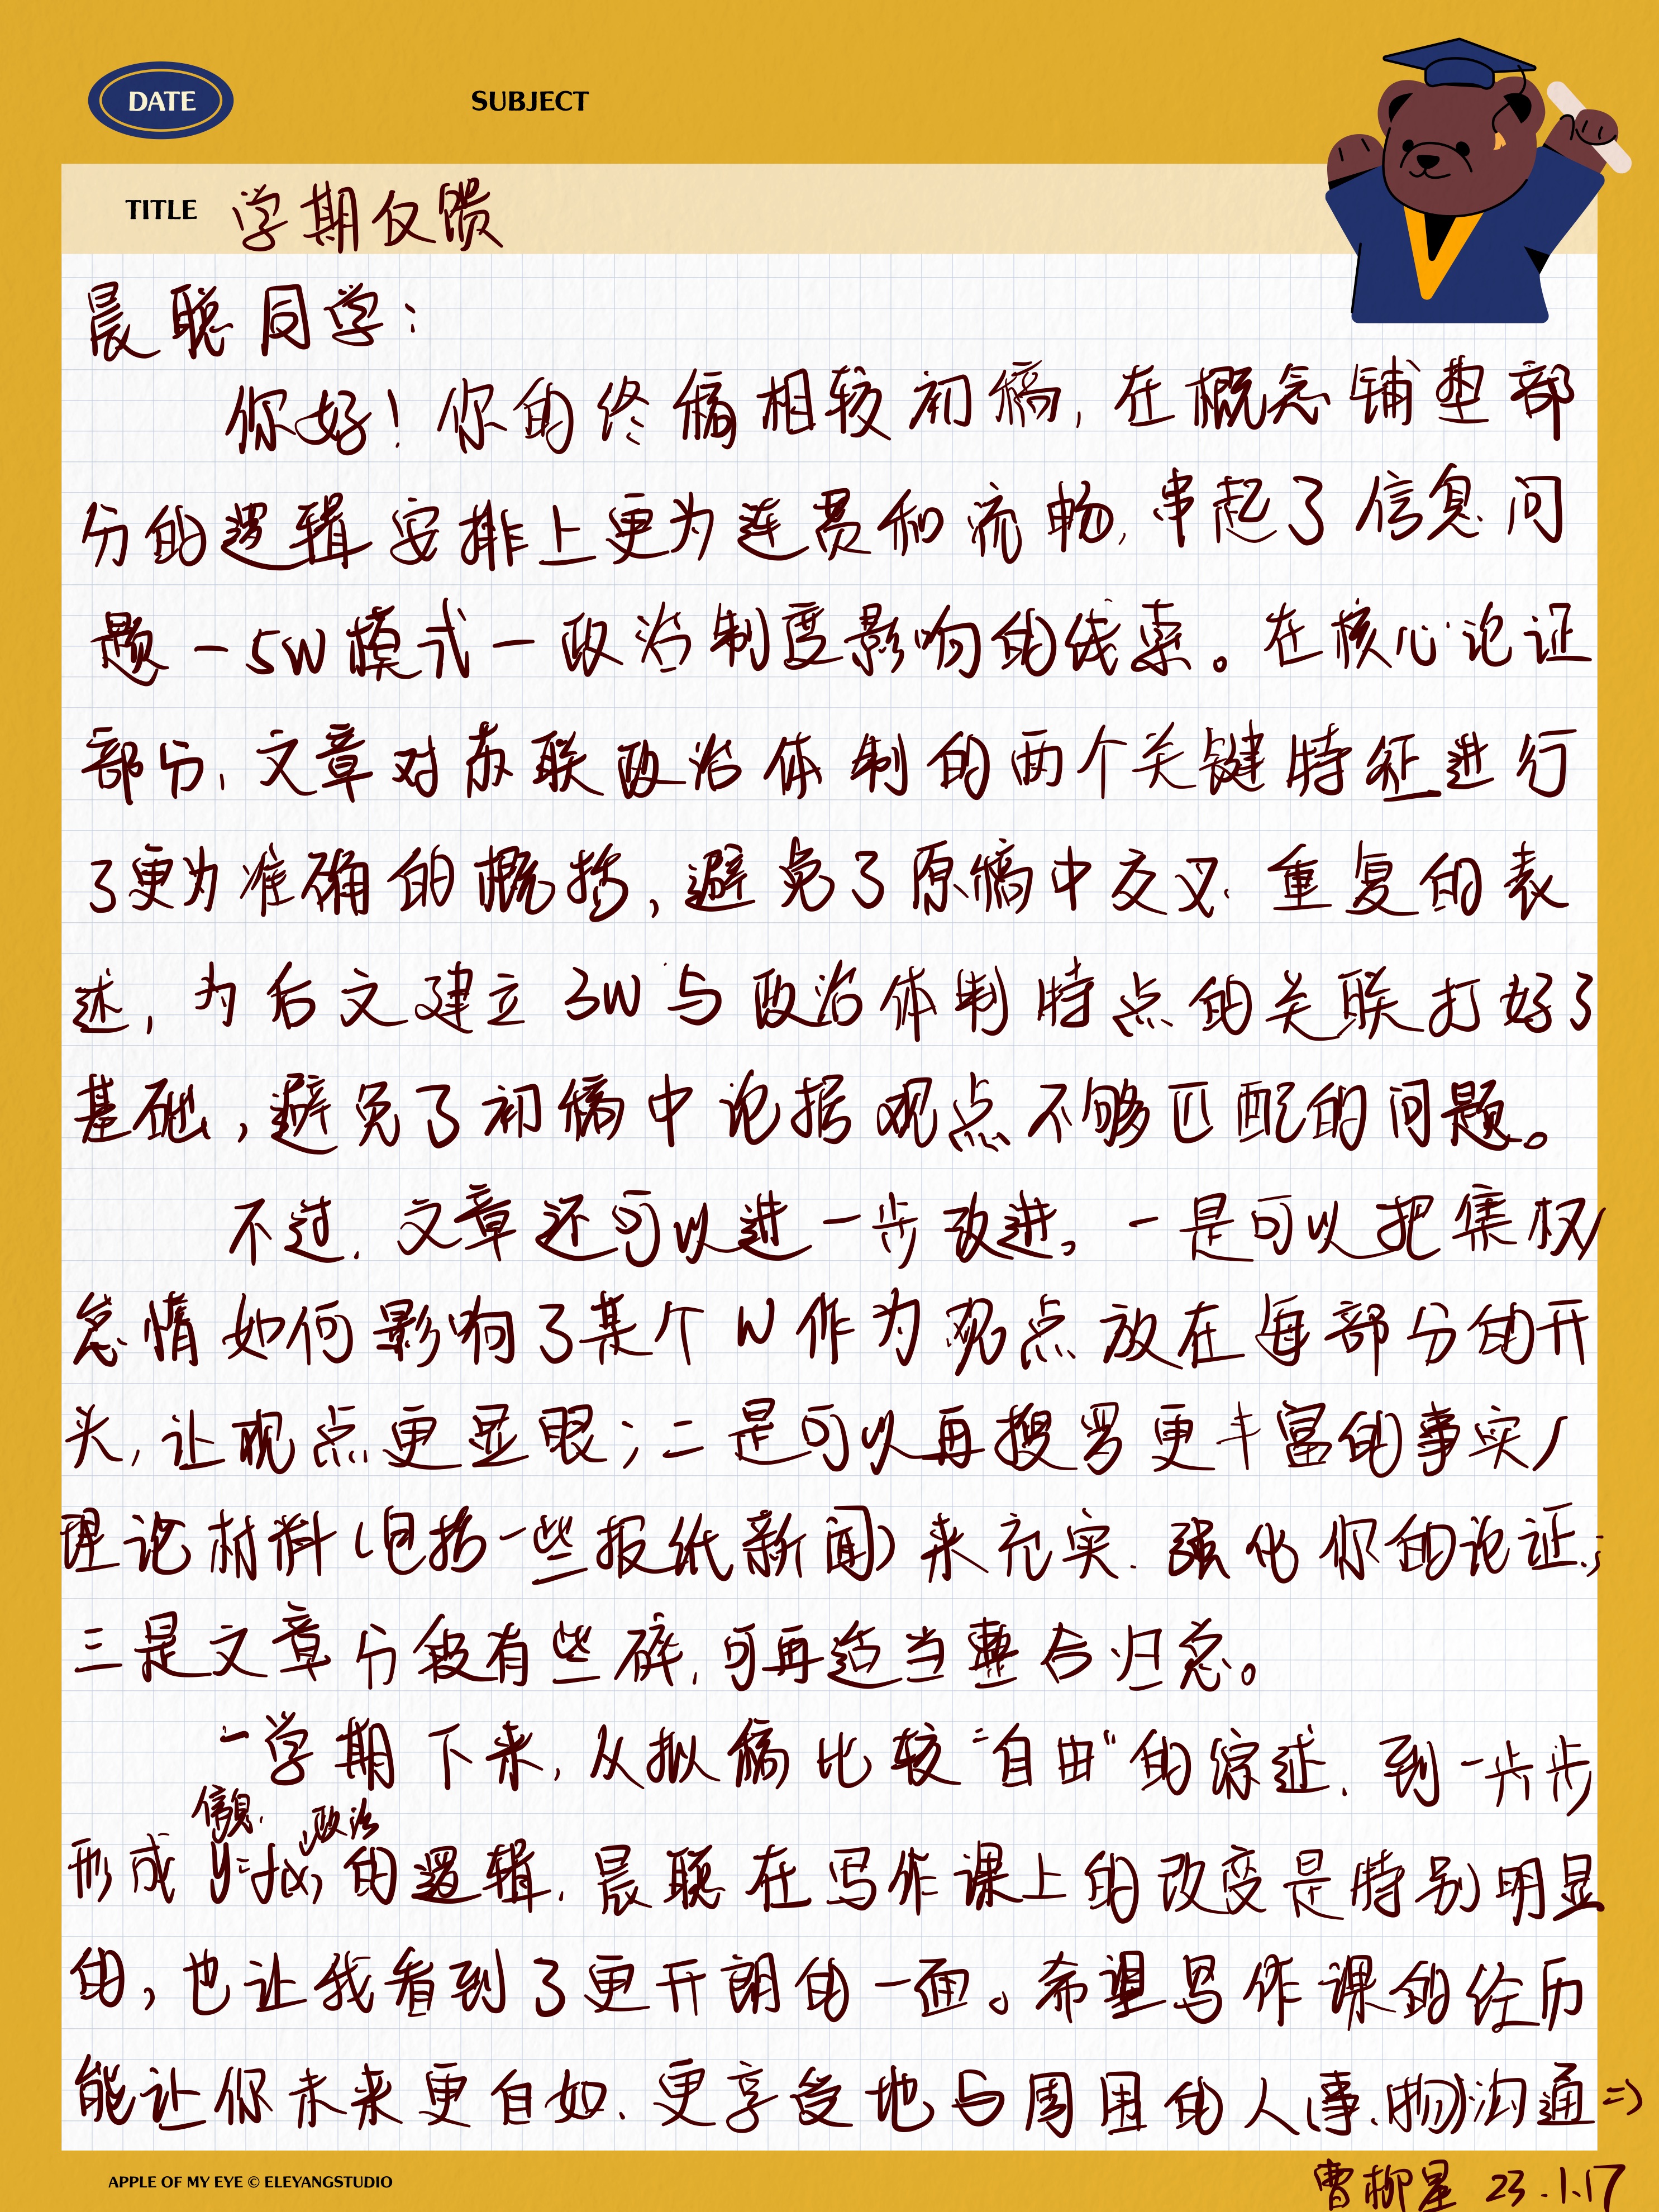 DATE
SUBJECT
TITLE 学期反馈
晨聪同学：
你好！你的终稿相较初稿，在概念铺垫部
分的逻辑安排上更为连贯和流畅，串起了信息问
题－5W模式－政治制度影响的线索。在核心论证
部分，文章对苏联政治体制的两个关键特征进行
了更为准确的概括，避免了原稿中交叉、重复的表
述，为后文建立3W与政治体制特点的关联打好了
基础，避免了初稿中论据观点不够匹配的问题。
不过，文章还可以进一步改进。一是可以把集权/
怠惰如何影响了某个W作为观点放在每部分的开
头，让观点更显眼；二是可以再搜罗更丰富的事实/
理论材料（包括一些报纸新闻）来充实、强化你的论证；
三是文章分段有些碎，可再适当整合归总。
一学期下来，从拟稿比较“自由”的综述，到一步步
信息 政治
形成y=f(x)的逻辑，晨聪在写作课上的改变是特别明显
的，也让我看到了更开朗的一面。希望写作课的经历
能让你未来更自如、更享受地与周围的人（事、物）沟通=)
曹柳星 23.1.17
APPLE OF MY EYE © ELEYANGSTUDIO